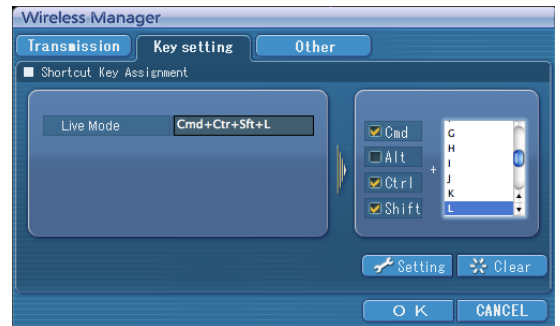 Wireless Manager
Transmission Key setting Other
Shortcut Key Assignment
Live Mode Cmd+Ctr+Sft+L
Cmd
Alt
Ctrl
Shift
+
G
H
I
J
K
L
Setting Clear
OK CANCEL